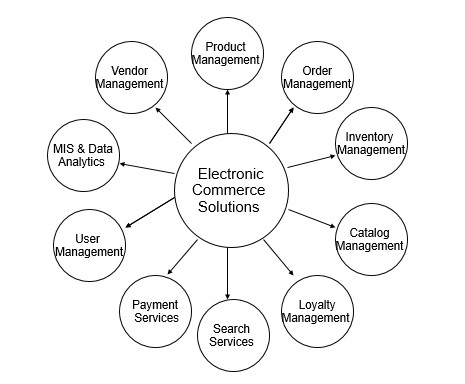 Product
Management
Vendor
Management
Order
Management
MIS & Data
Analytics
Inventory
Management
Electronic
Commerce
Solutions
User
Management
Catalog
Management
Payment
Services
Search
Services
Loyalty
Management